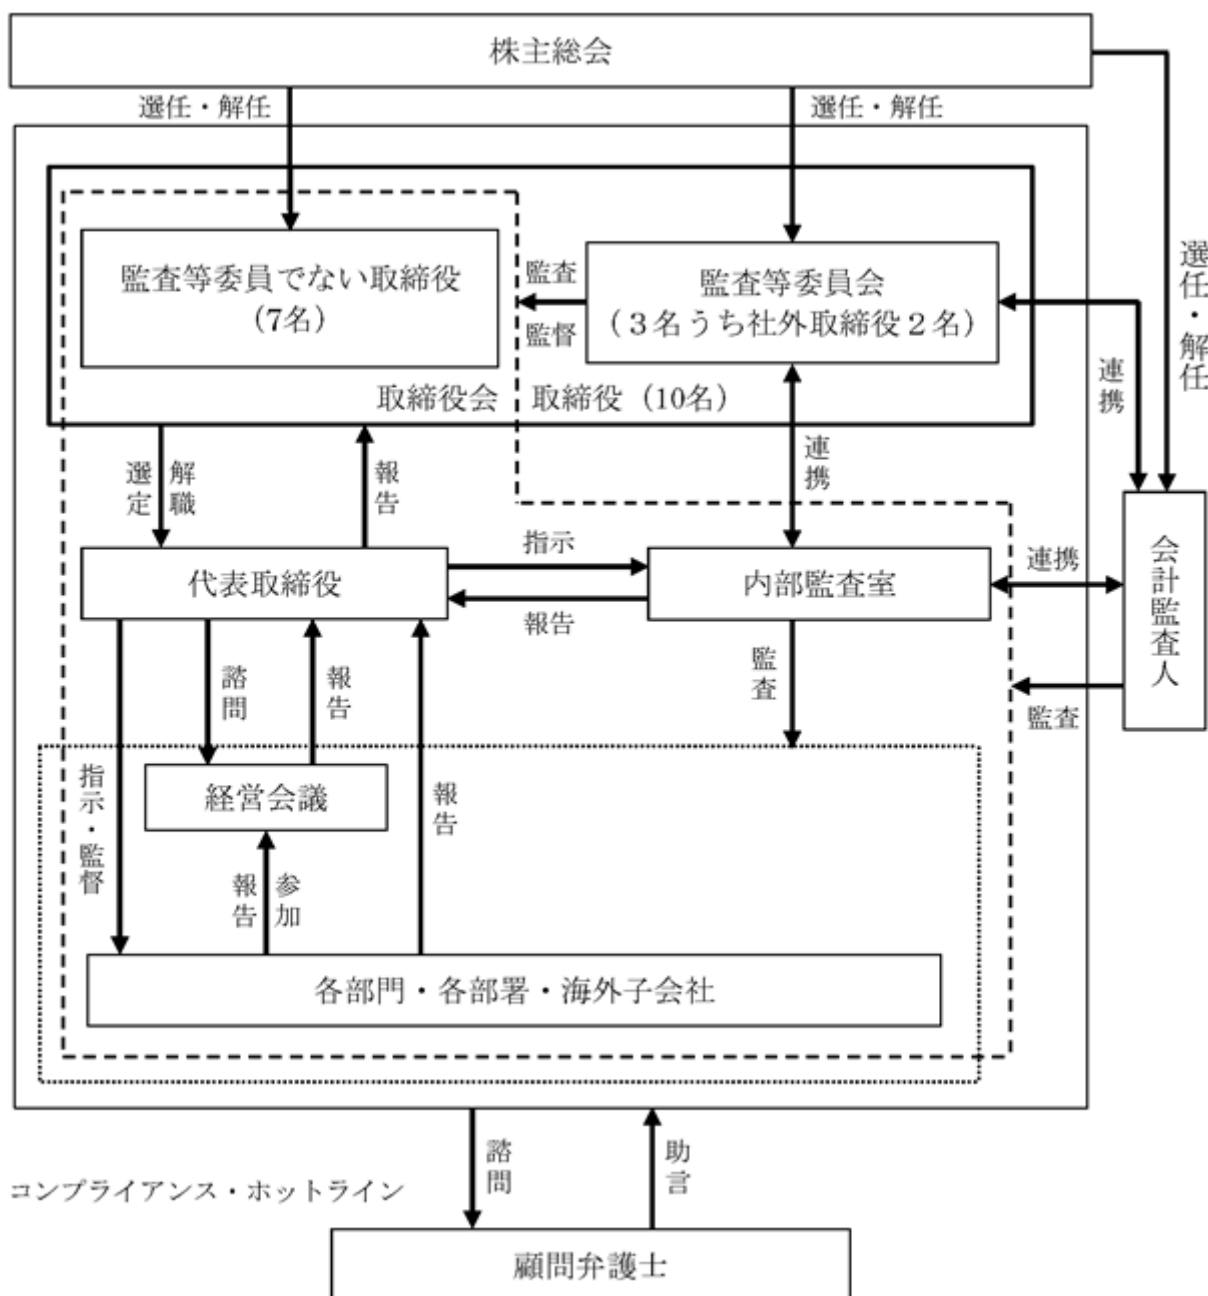 株主総会
選任・解任
選任・解任
選任・解任
監査等委員でない取締役
(7名)
監査
監督
監査等委員会
(３名うち社外取締役２名)
連携
取締役会
取締役 (10名)
選定
解職
報告
連携
代表取締役
指示
報告
内部監査室
連携
会計監査人
監査
諮問
報告
監査
指示・監督
経営会議
報告
報告
参加
各部門・各部署・海外子会社
諮問
助言
コンプライアンス・ホットライン
顧問弁護士